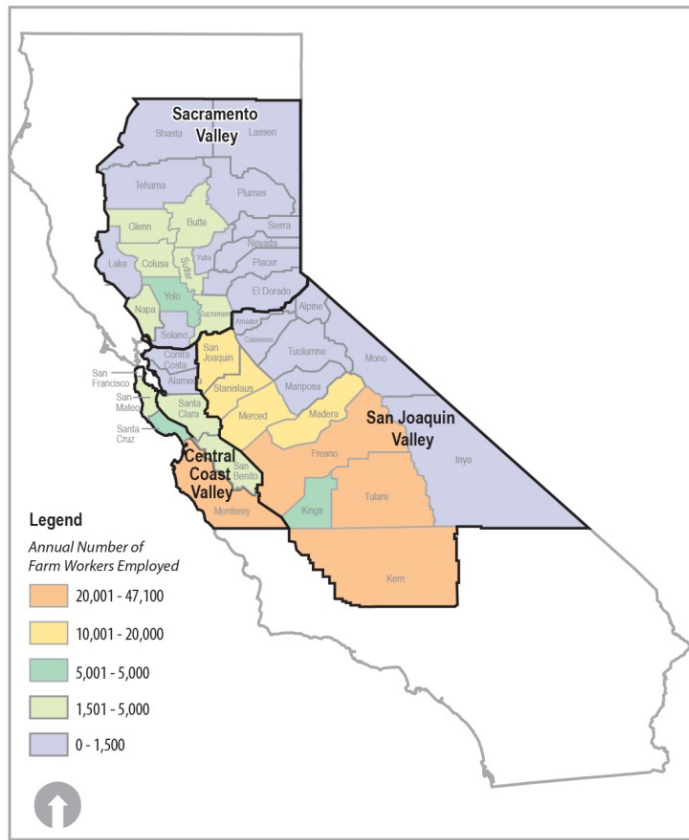 Sacramento
Valley
Shasta
Lassen
Tehama
Plumas
Glenn
Butte
Sierra
Nevada
Lake
Colusa
Sutter
Yuba
Placer
Yolo
El Dorado
Napa
Sacramento
Alpine
Solano
Amador
Calaveras
Mono
Contra
Costa
San
Joaquin
Tuolumne
San
Francisco
Alameda
Stanislaus
Mariposa
San
Mateo
Santa
Clara
Merced
Madera
San Joaquin
Valley
Santa
Cruz
Central
Coast
Valley
San
Benito
Fresno
Inyo
Monterey
Kings
Tulare
Kern
Legend
Annual Number of
Farm Workers Employed
20,001 - 47,100
10,001 - 20,000
5,001 - 5,000
1,501 - 5,000
0 - 1,500